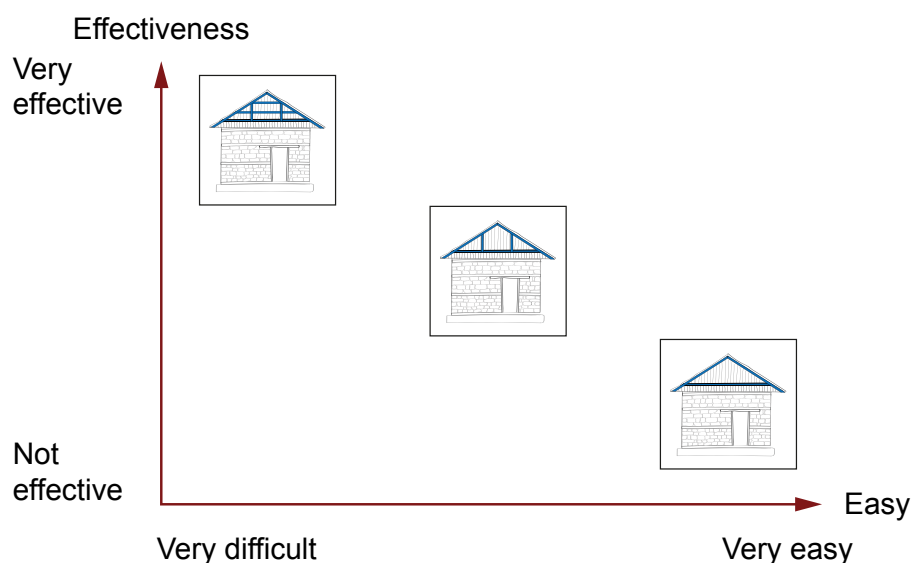 Effectiveness
Very
effective
Not
effective
Easy
Very difficult
Very easy